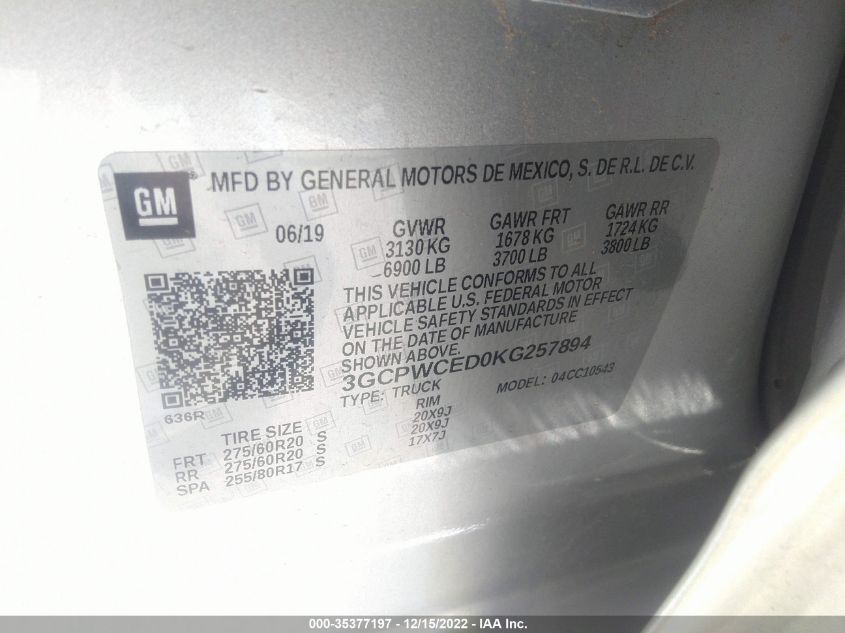 GM
® MFD BY GENERAL MOTORS DE MEXICO, S. DE R.L. DE C.V.
06/19 GVWR GAWR FRT GAWR RR
3130 KG 1678 KG 1724 KG
6900 LB 3700 LB 3800 LB
THIS VEHICLE CONFORMS TO ALL
APPLICABLE U.S. FEDERAL MOTOR
VEHICLE SAFETY STANDARDS IN EFFECT
ON THE DATE OF MANUFACTURE
SHOWN ABOVE.
3GCPWCED0KG257894
TYPE: TRUCK MODEL: 04CC10543
636R
TIRE SIZE RIM
FRT 275/60R20 S 20X9J
RR 275/60R20 S 20X9J
SPA 255/80R17 S 17X7J
000-35377197 - 12/15/2022 - IAA Inc.